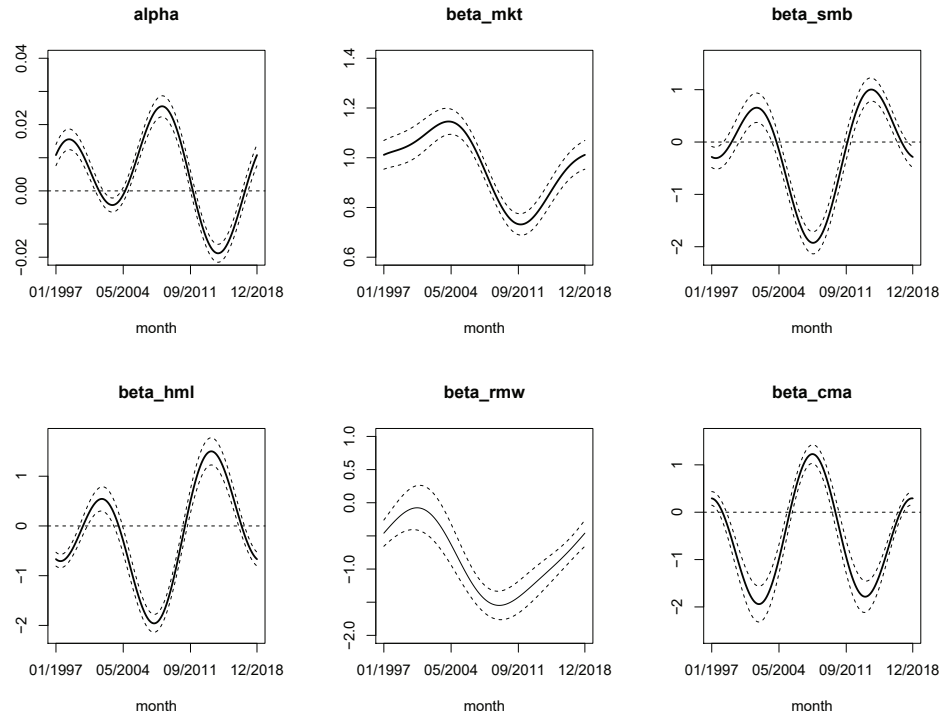 alpha
−0.02 0.00 0.02 0.04
01/1997 05/2004 09/2011 12/2018
month
beta_mkt
0.6 0.8 1.0 1.2 1.4
01/1997 05/2004 09/2011 12/2018
month
beta_smb
−2 −1 0 1
01/1997 05/2004 09/2011 12/2018
month
beta_hml
−2 0 1
01/1997 05/2004 09/2011 12/2018
month
beta_rmw
−2.0 −1.0 0.0 0.5 1.0
01/1997 05/2004 09/2011 12/2018
month
beta_cma
−2 −1 0 1
01/1997 05/2004 09/2011 12/2018
month